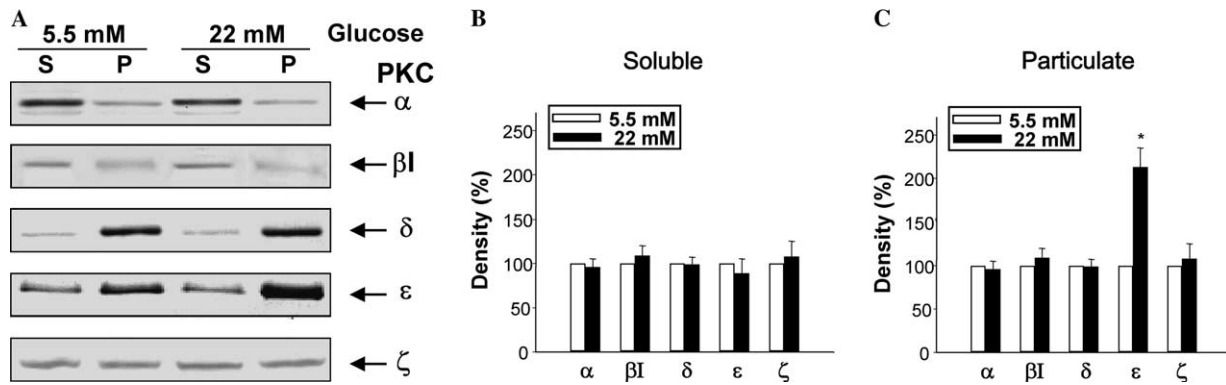 A
5.5 mM 22 mM Glucose
S P S P PKC
α
βI
δ
ε
ζ
B
Soluble
5.5 mM
22 mM
Density (%)
250
200
150
100
50
0
α βI δ ε ζ
C
Particulate
5.5 mM
22 mM
*
Density (%)
250
200
150
100
50
0
α βI δ ε ζ